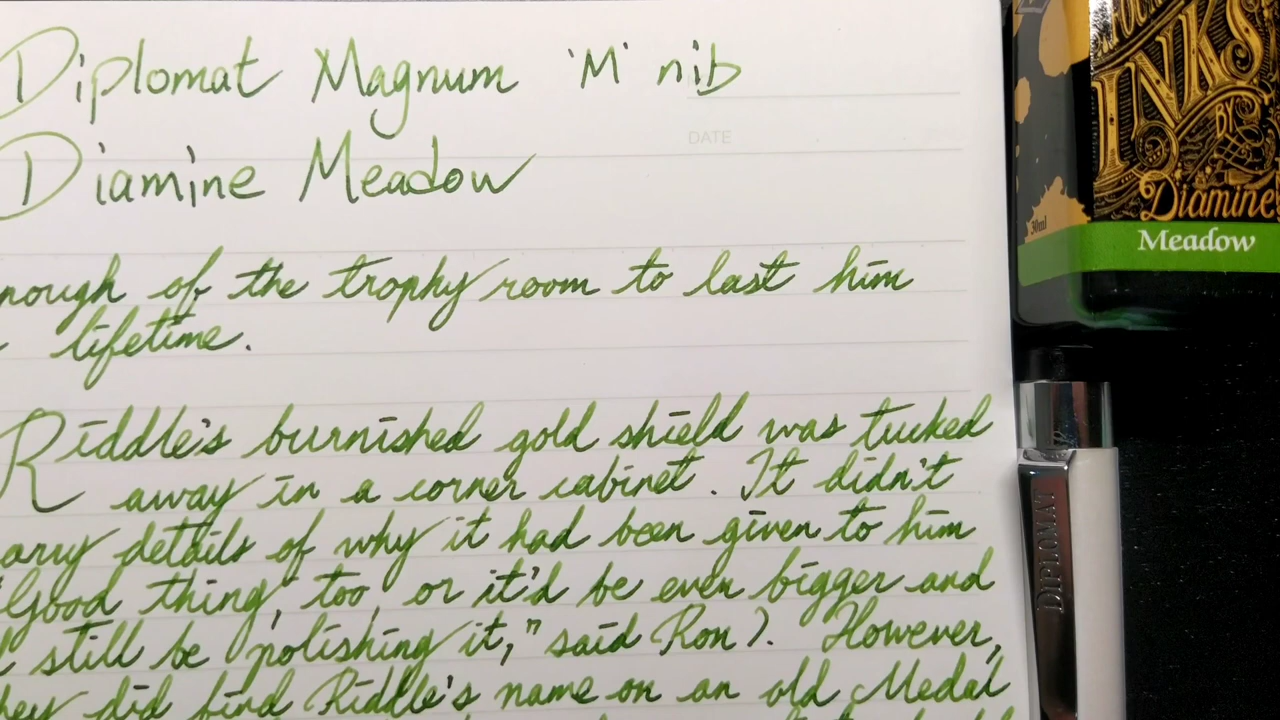 Diplomat Magnum 'M' nib
DATE
Diamine Meadow
nough of the trophy room to last him
lifetime.
Riddle's burnished gold shield was tucked
away in a corner cabinet. It didn't
arry details of why it had been given to him
"Good thing, too, or it'd be even bigger and
I still be polishing it," said Ron). However,
hey did find Riddle's name on an old Medal
INKS
BY
Diamine
30ml
Meadow
DIPLOMAT